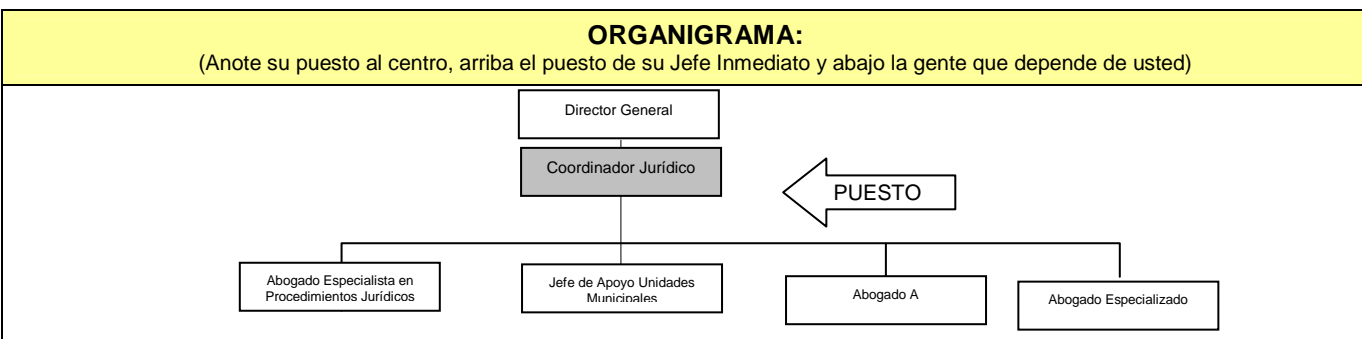 ORGANIGRAMA:
(Anote su puesto al centro, arriba el puesto de su Jefe Inmediato y abajo la gente que depende de usted)
Director General
Coordinador Jurídico
PUESTO
Abogado Especialista en
Procedimientos Jurídicos
Jefe de Apoyo Unidades
Municipales
Abogado A
Abogado Especializado